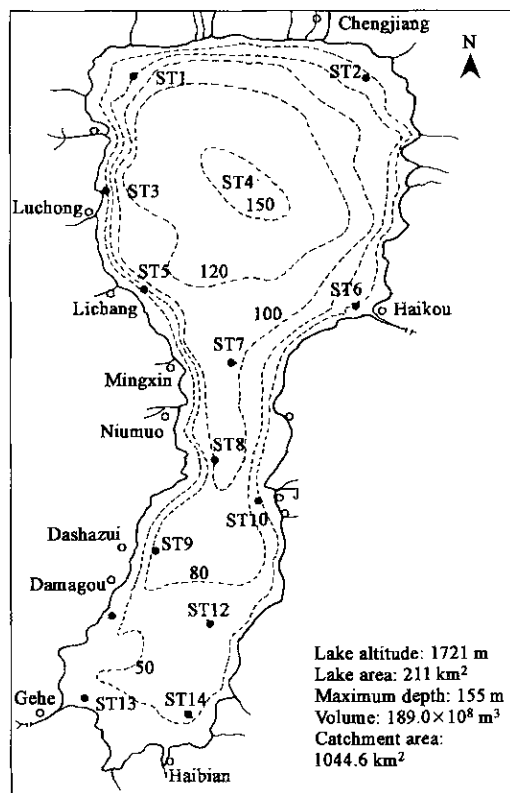 Chengjiang
N
ST1
ST2
ST3
ST4
150
Luchong
120
ST5
ST6
Lichang
100
Haikou
ST7
Mingxin
Niumuo
ST8
ST10
Dashazui
ST9
Damagou
80
ST12
50
Lake altitude: 1721 m
Lake area: 211 km²
Maximum depth: 155 m
Volume: 189.0×10⁸ m³
Catchment area:
1044.6 km²
Gehe
ST13
ST14
Haibian